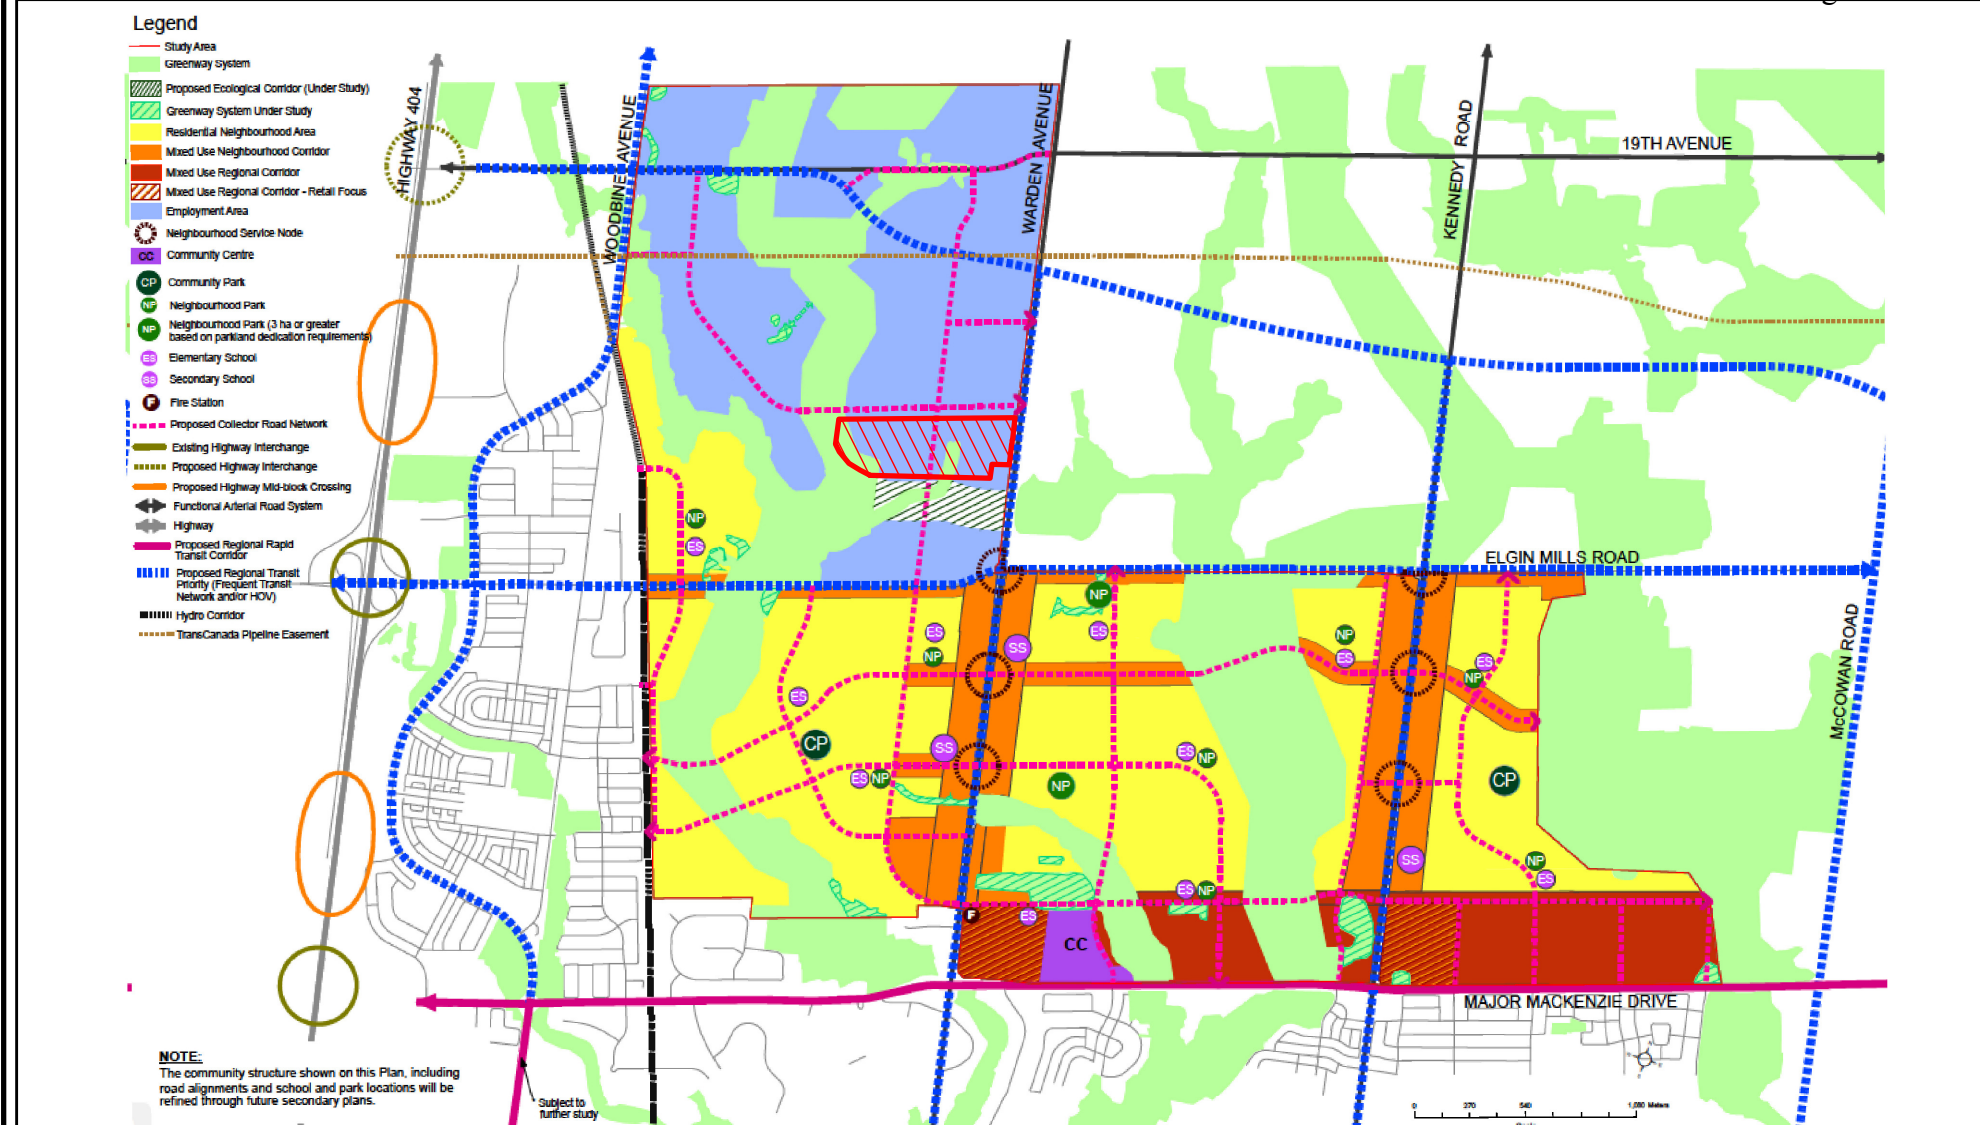 Legend
Study Area
Greenway System
Proposed Ecological Corridor (Under Study)
Greenway System Under Study
Residential Neighbourhood Area
Mixed Use Neighbourhood Corridor
Mixed Use Regional Corridor
Mixed Use Regional Corridor - Retail Focus
Employment Area
Neighbourhood Service Node
CC Community Centre
CP Community Park
NP Neighbourhood Park
NP Neighbourhood Park (3 ha or greater
based on parkland dedication requirements)
ES Elementary School
SS Secondary School
F Fire Station
Proposed Collector Road Network
Existing Highway Interchange
Proposed Highway Interchange
Proposed Highway Mid-block Crossing
Functional Arterial Road System
Highway
Proposed Regional Rapid
Transit Corridor
Proposed Regional Transit
Priority (Frequent Transit
Network and/or HOV)
Hydro Corridor
TransCanada Pipeline Easement
HIGHWAY 404
WOODBINE AVENUE
WARDEN AVENUE
KENNEDY ROAD
19TH AVENUE
ELGIN MILLS ROAD
McCOWAN ROAD
MAJOR MACKENZIE DRIVE
NP
ES
NP
ES
NP
SS
ES
NP
ES
NP
ES
ES
NP
CP
SS
ES NP
NP
ES
NP
CP
SS
NP
ES
ES NP
F
ES
CC
NOTE:
The community structure shown on this Plan, including
road alignments and school and park locations will be
refined through future secondary plans.
Subject to
further study
0 270 540 1,080 Meters